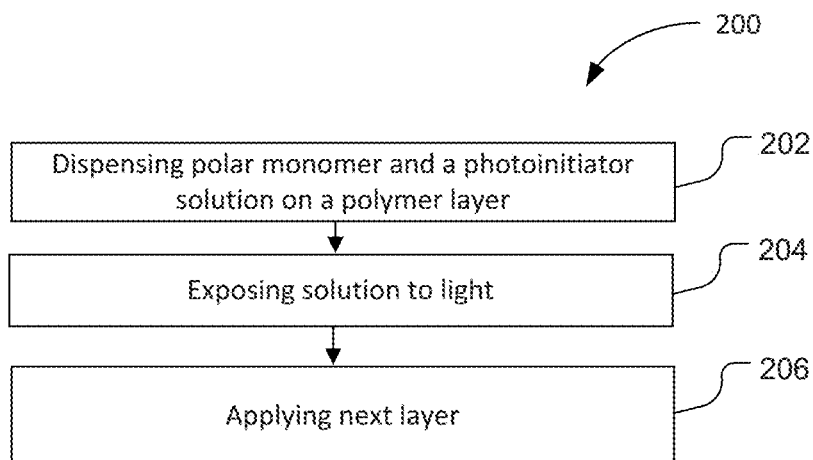 200
202
Dispensing polar monomer and a photoinitiator
solution on a polymer layer
204
Exposing solution to light
206
Applying next layer